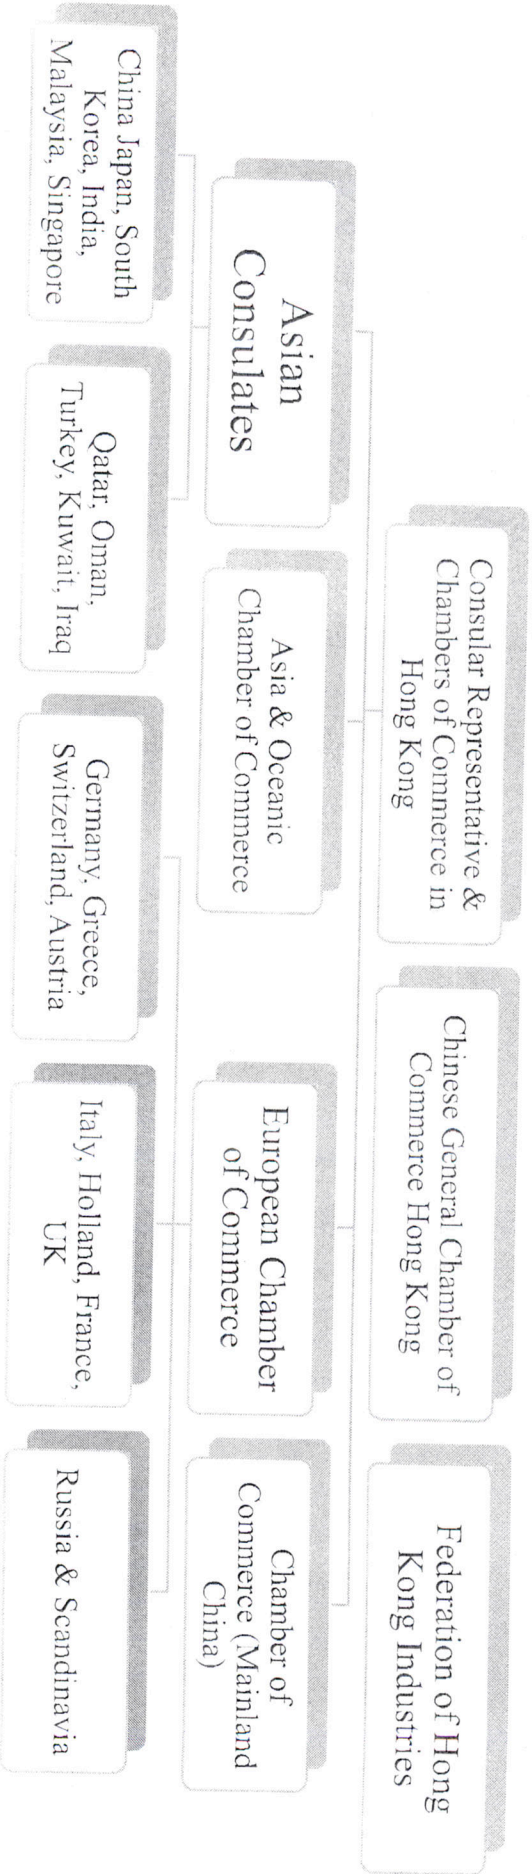 Consular Representative &
Chambers of Commerce in
Hong Kong
Chinese General Chamber of
Commerce Hong Kong
Federation of Hong
Kong Industries
Asian
Consulates
Asia & Oceanic
Chamber of Commerce
European Chamber
of Commerce
Chamber of
Commerce (Mainland
China)
China Japan, South
Korea, India,
Malaysia, Singapore
Qatar, Oman,
Turkey, Kuwait, Iraq
Germany, Greece,
Switzerland, Austria
Italy, Holland, France,
UK
Russia & Scandinavia